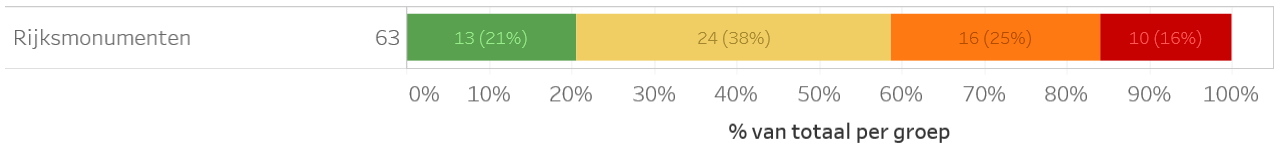 Rijksmonumenten 63 13 (21%) 24 (38%) 16 (25%) 10 (16%)
0% 10% 20% 30% 40% 50% 60% 70% 80% 90% 100%
% van totaal per groep